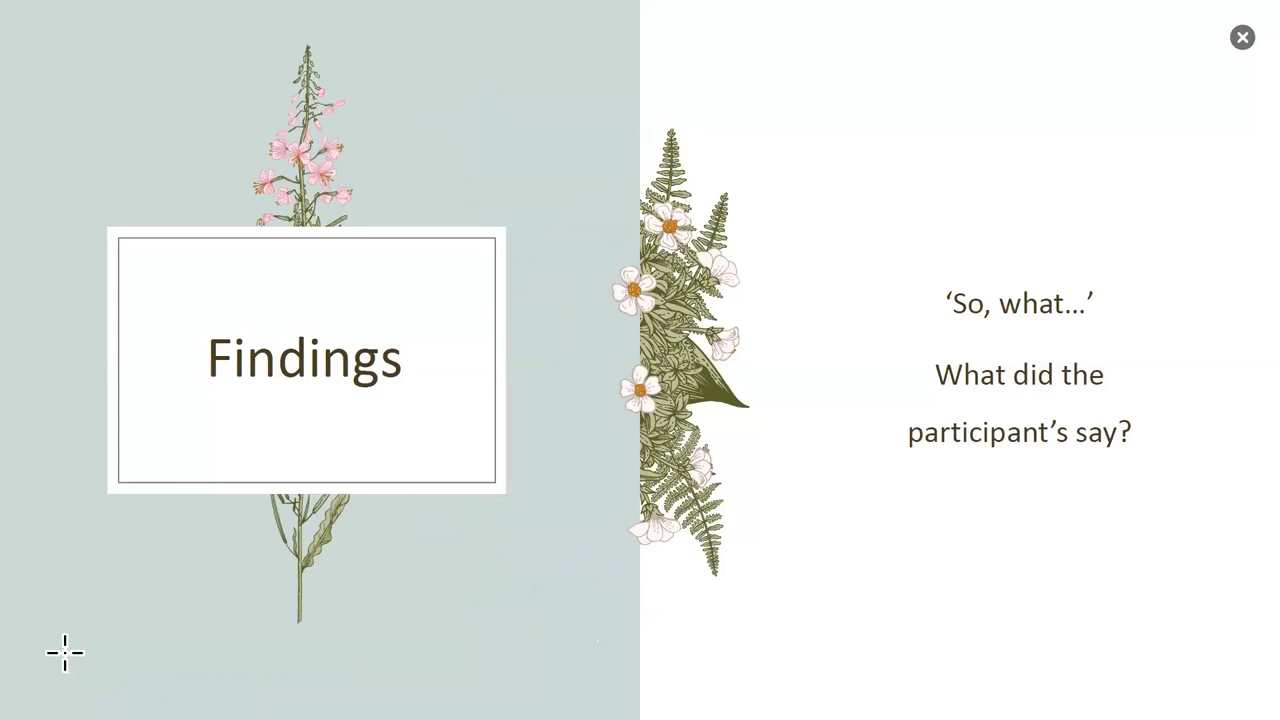 Findings
‘So, what...’
What did the
participant’s say?